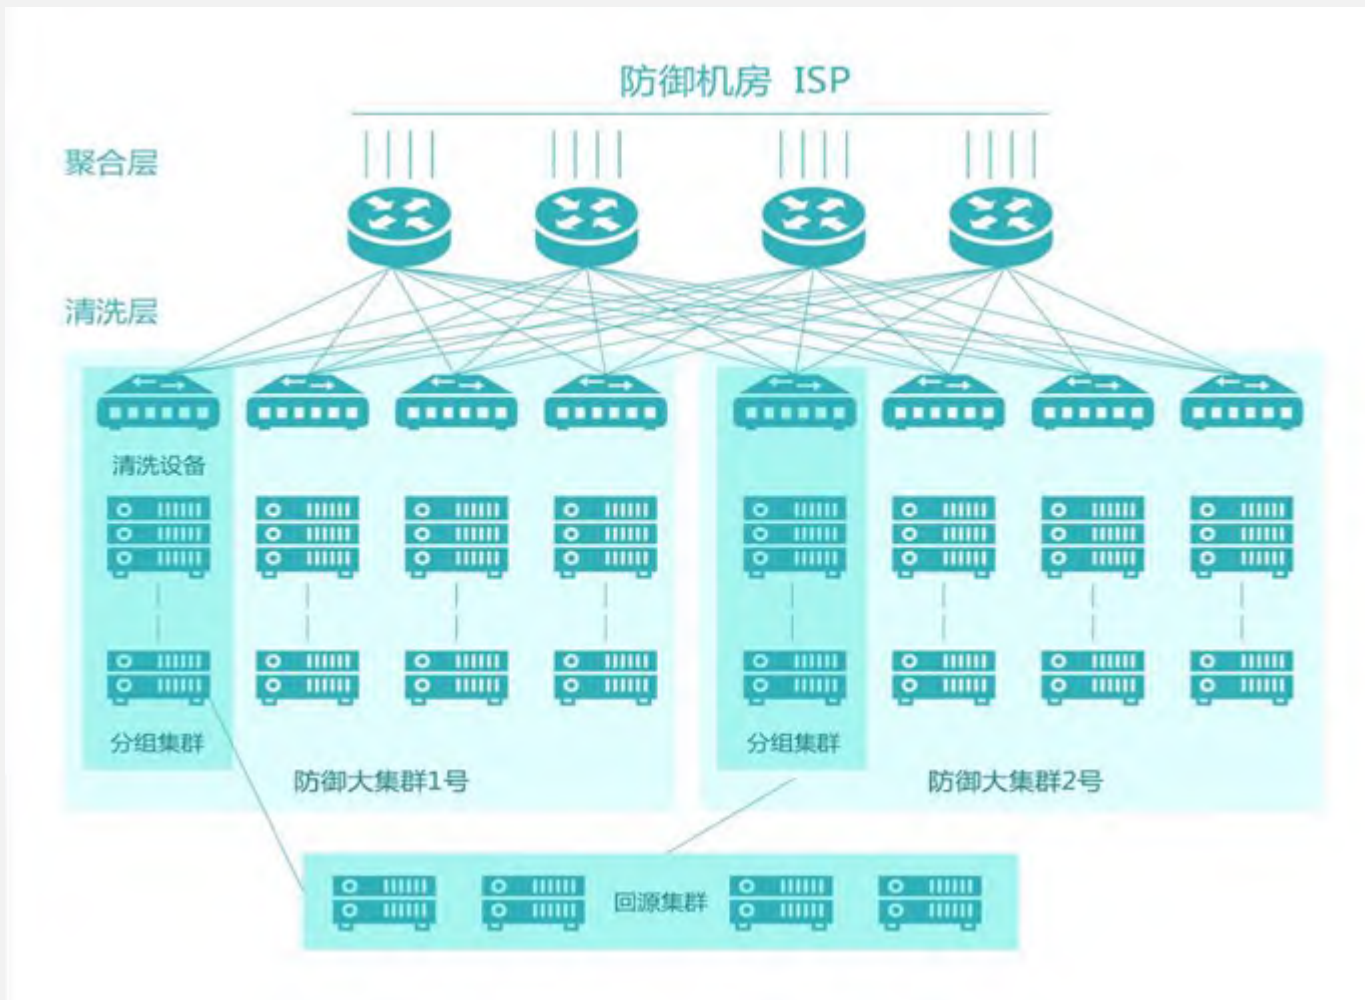 防御机房 ISP
聚合层
清洗层
清洗设备
分组集群
分组集群
防御大集群1号
防御大集群2号
回源集群